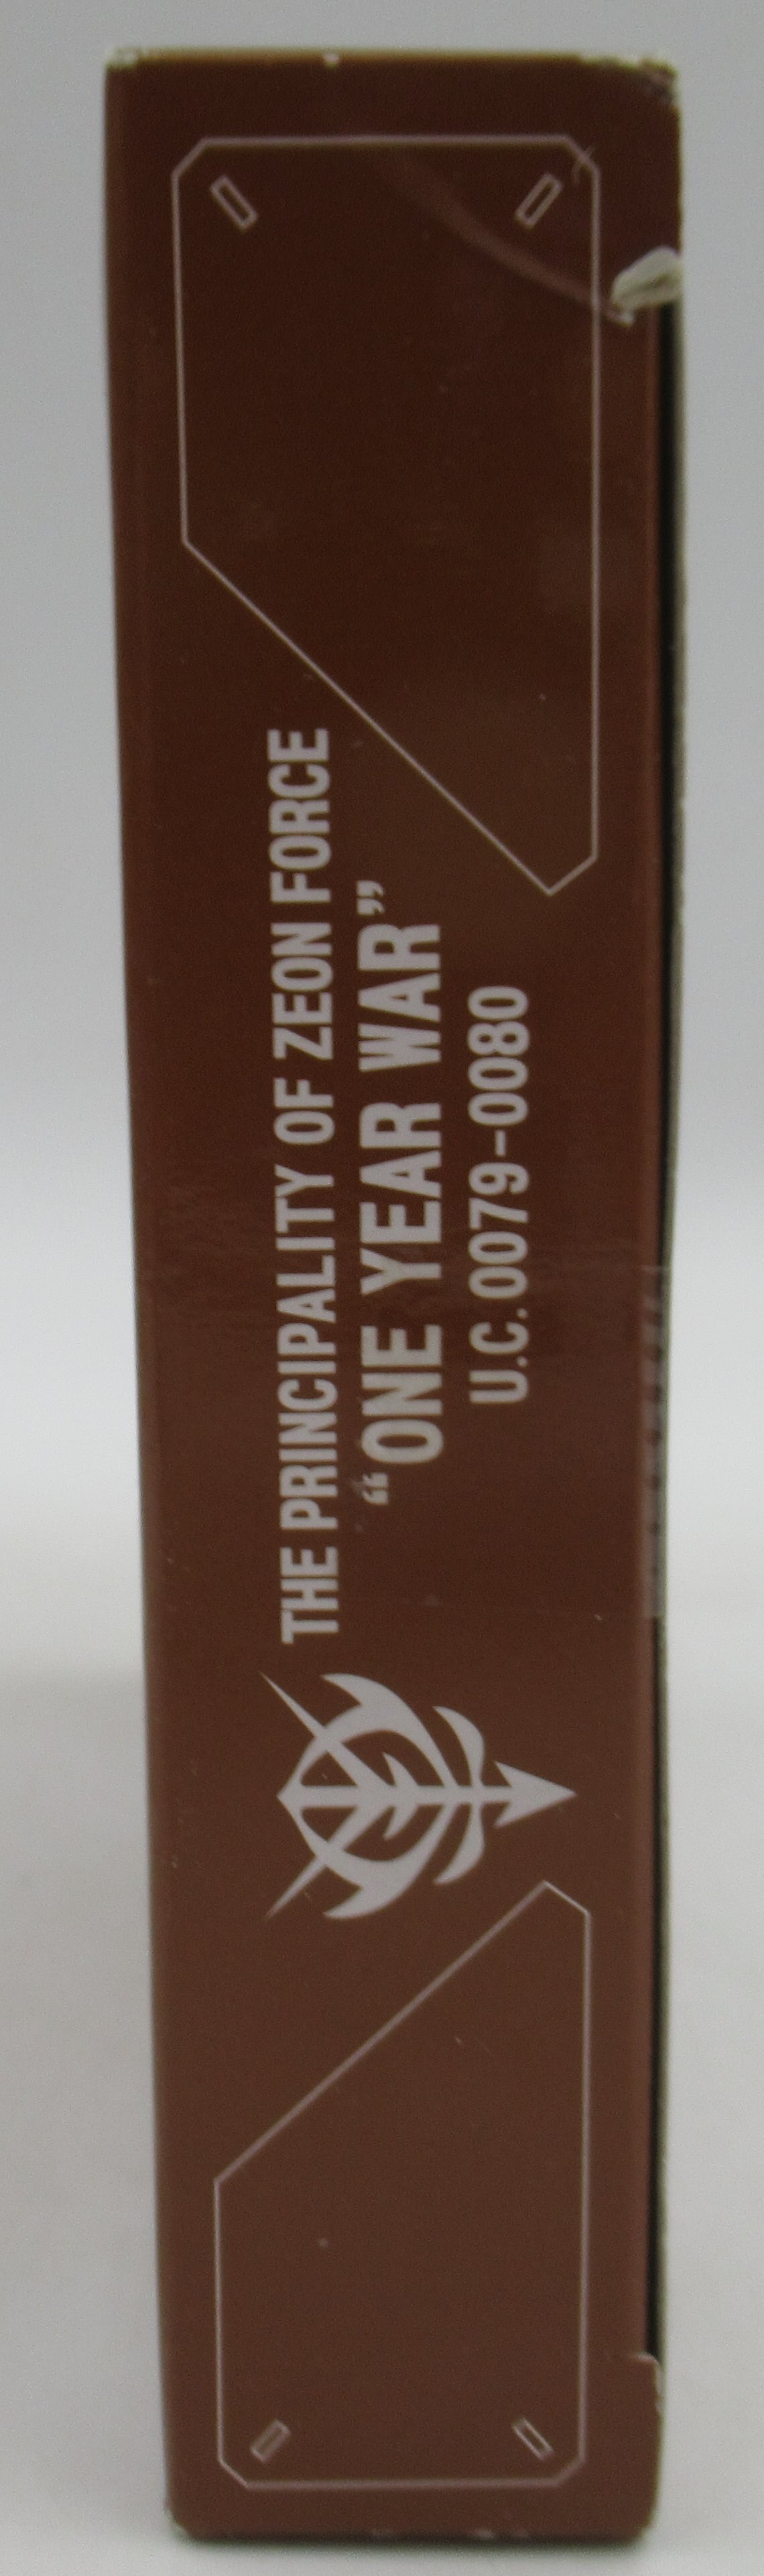 THE PRINCIPALITY OF ZEON FORCE
“ONE YEAR WAR”
U.C. 0079-0080